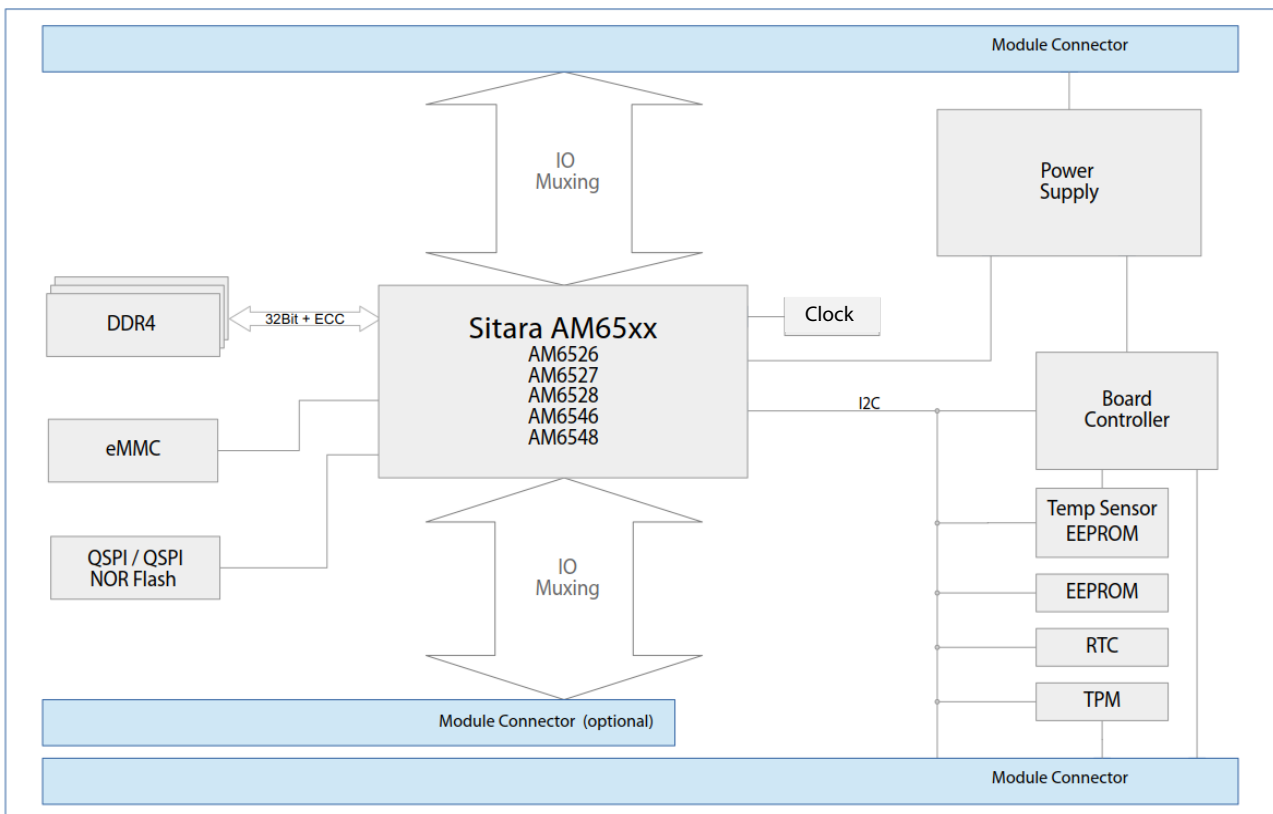 Module Connector
IO
Muxing
Power
Supply
DDR4
32Bit + ECC
Sitara AM65xx
AM6526
AM6527
AM6528
AM6546
AM6548
Clock
I2C
Board
Controller
eMMC
Temp Sensor
EEPROM
QSPI / QSPI
NOR Flash
IO
Muxing
EEPROM
RTC
TPM
Module Connector (optional)
Module Connector